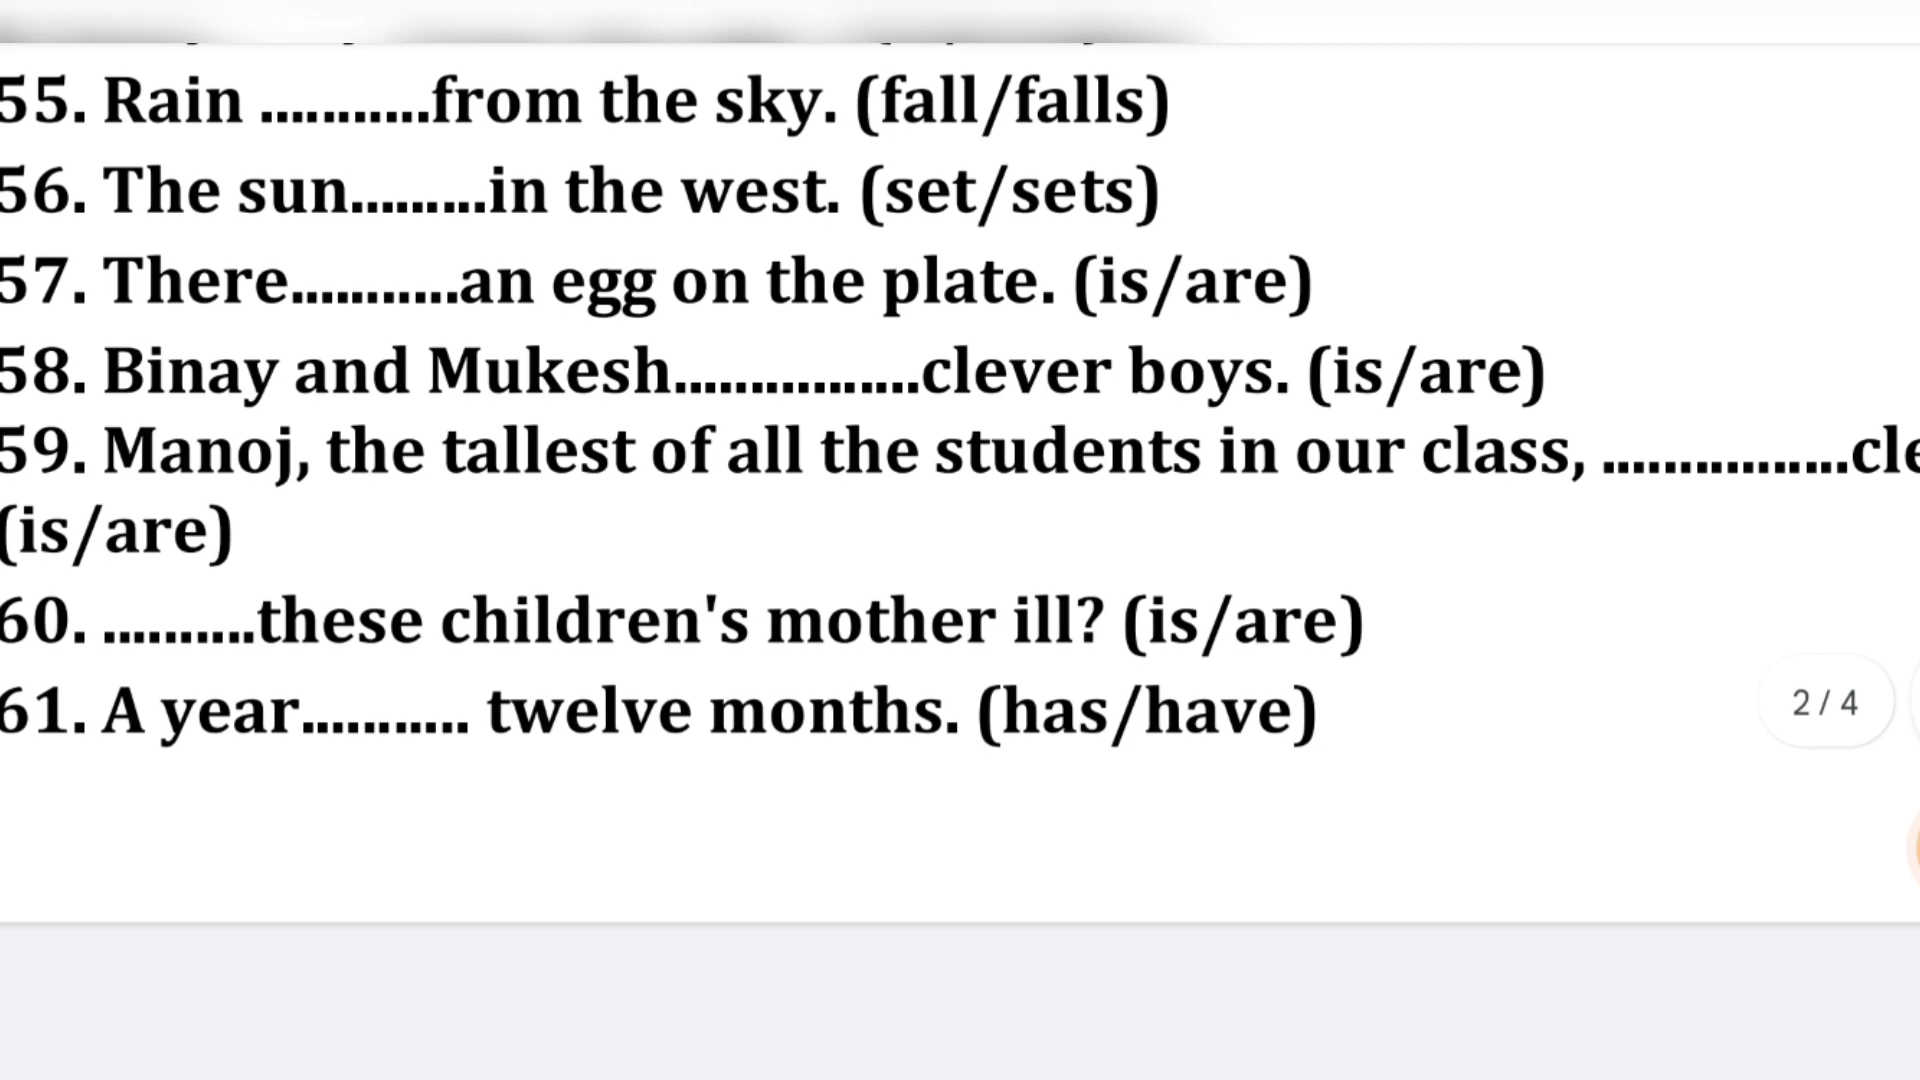 55. Rain ...........from the sky. (fall/falls)
56. The sun.........in the west. (set/sets)
57. There...........an egg on the plate. (is/are)
58. Binay and Mukesh................clever boys. (is/are)
59. Manoj, the tallest of all the students in our class, ................
(is/are)
60. ..........these children's mother ill? (is/are)
61. A year........... twelve months. (has/have)
2 / 4